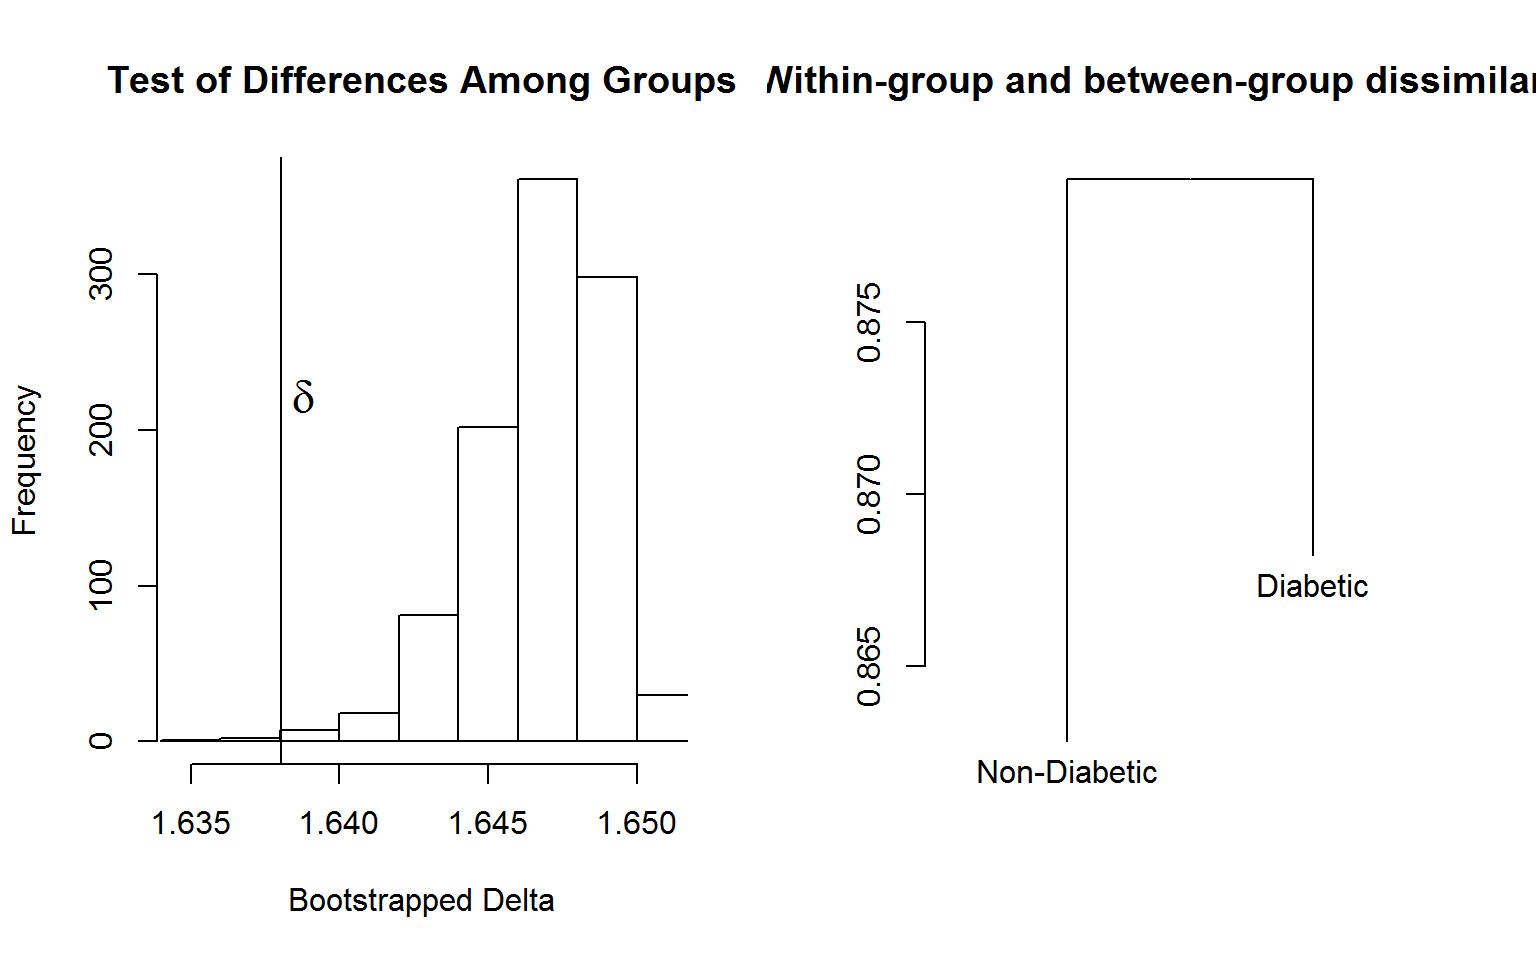 Test of Differences Among Groups
Frequency
0
100
200
300
δ
1.635 1.640 1.645 1.650
Bootstrapped Delta
Within-group and between-group dissimilar
0.875
0.870
0.865
Diabetic
Non-Diabetic